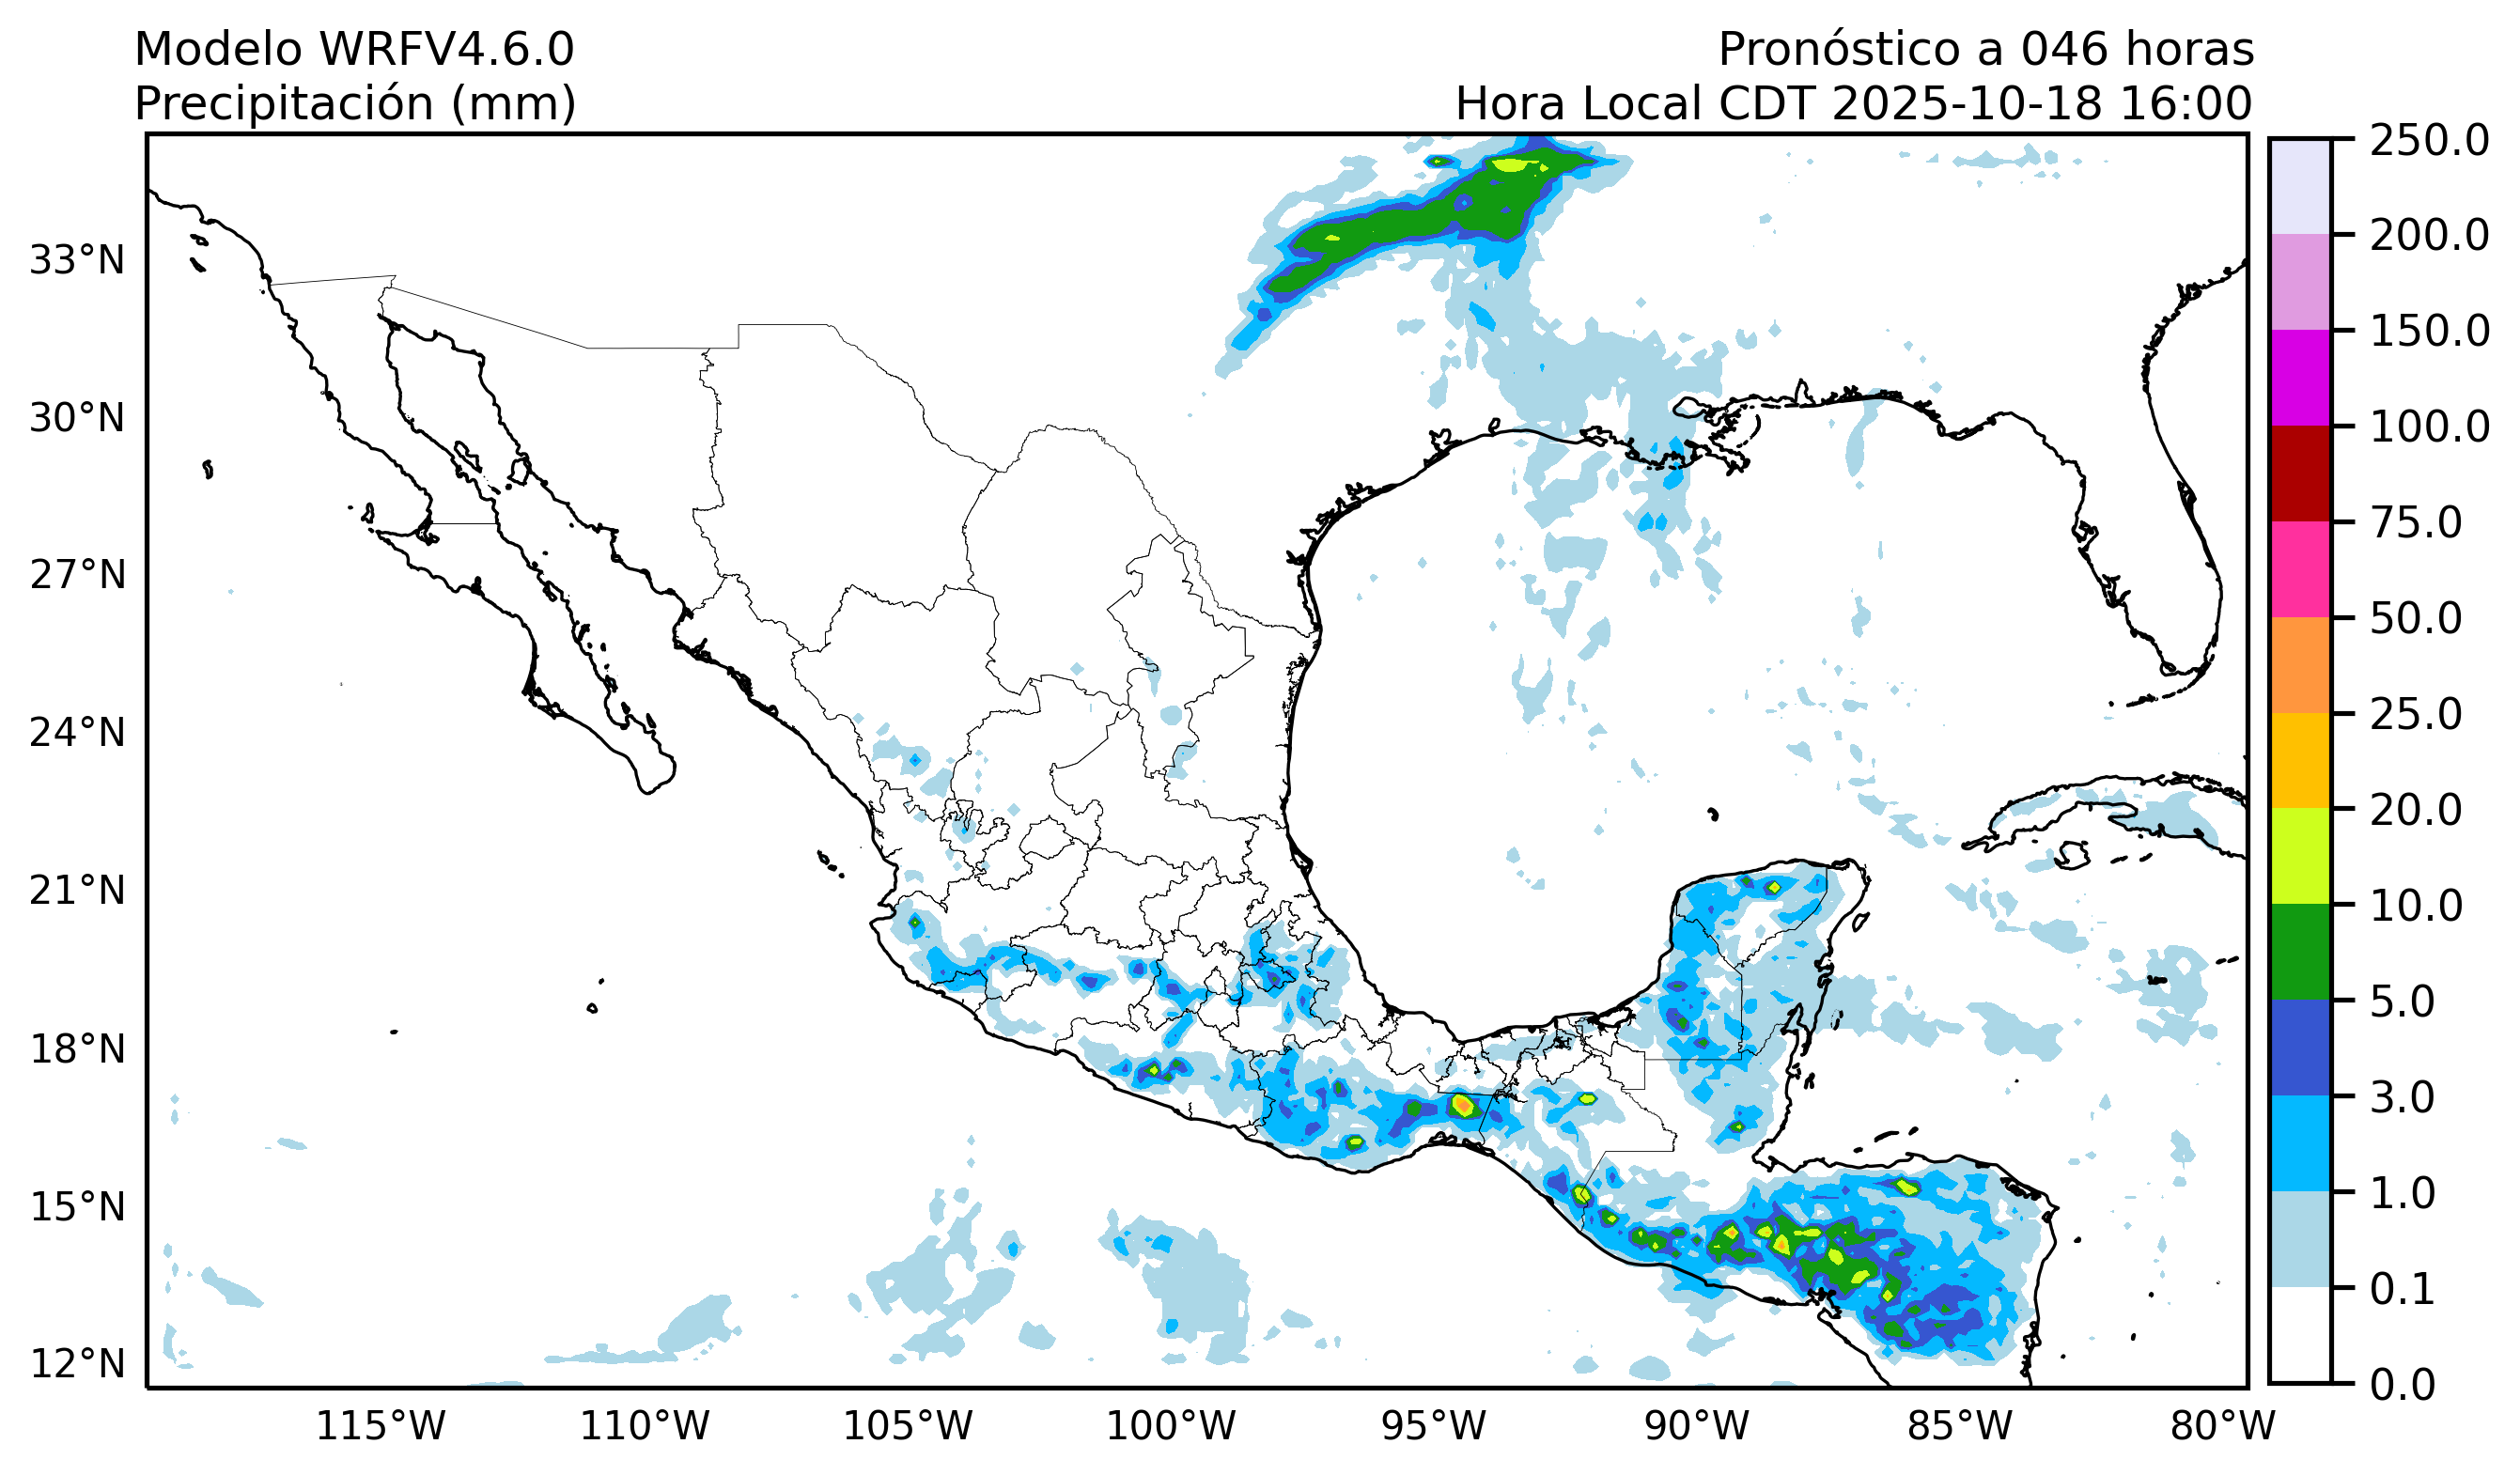 Modelo WRFV4.6.0
Precipitación (mm)
Pronóstico a 046 horas
Hora Local CDT 2025-10-18 16:00
33°N
30°N
27°N
24°N
21°N
18°N
15°N
12°N
115°W
110°W
105°W
100°W
95°W
90°W
85°W
80°W
250.0
200.0
150.0
100.0
75.0
50.0
25.0
20.0
10.0
5.0
3.0
1.0
0.1
0.0